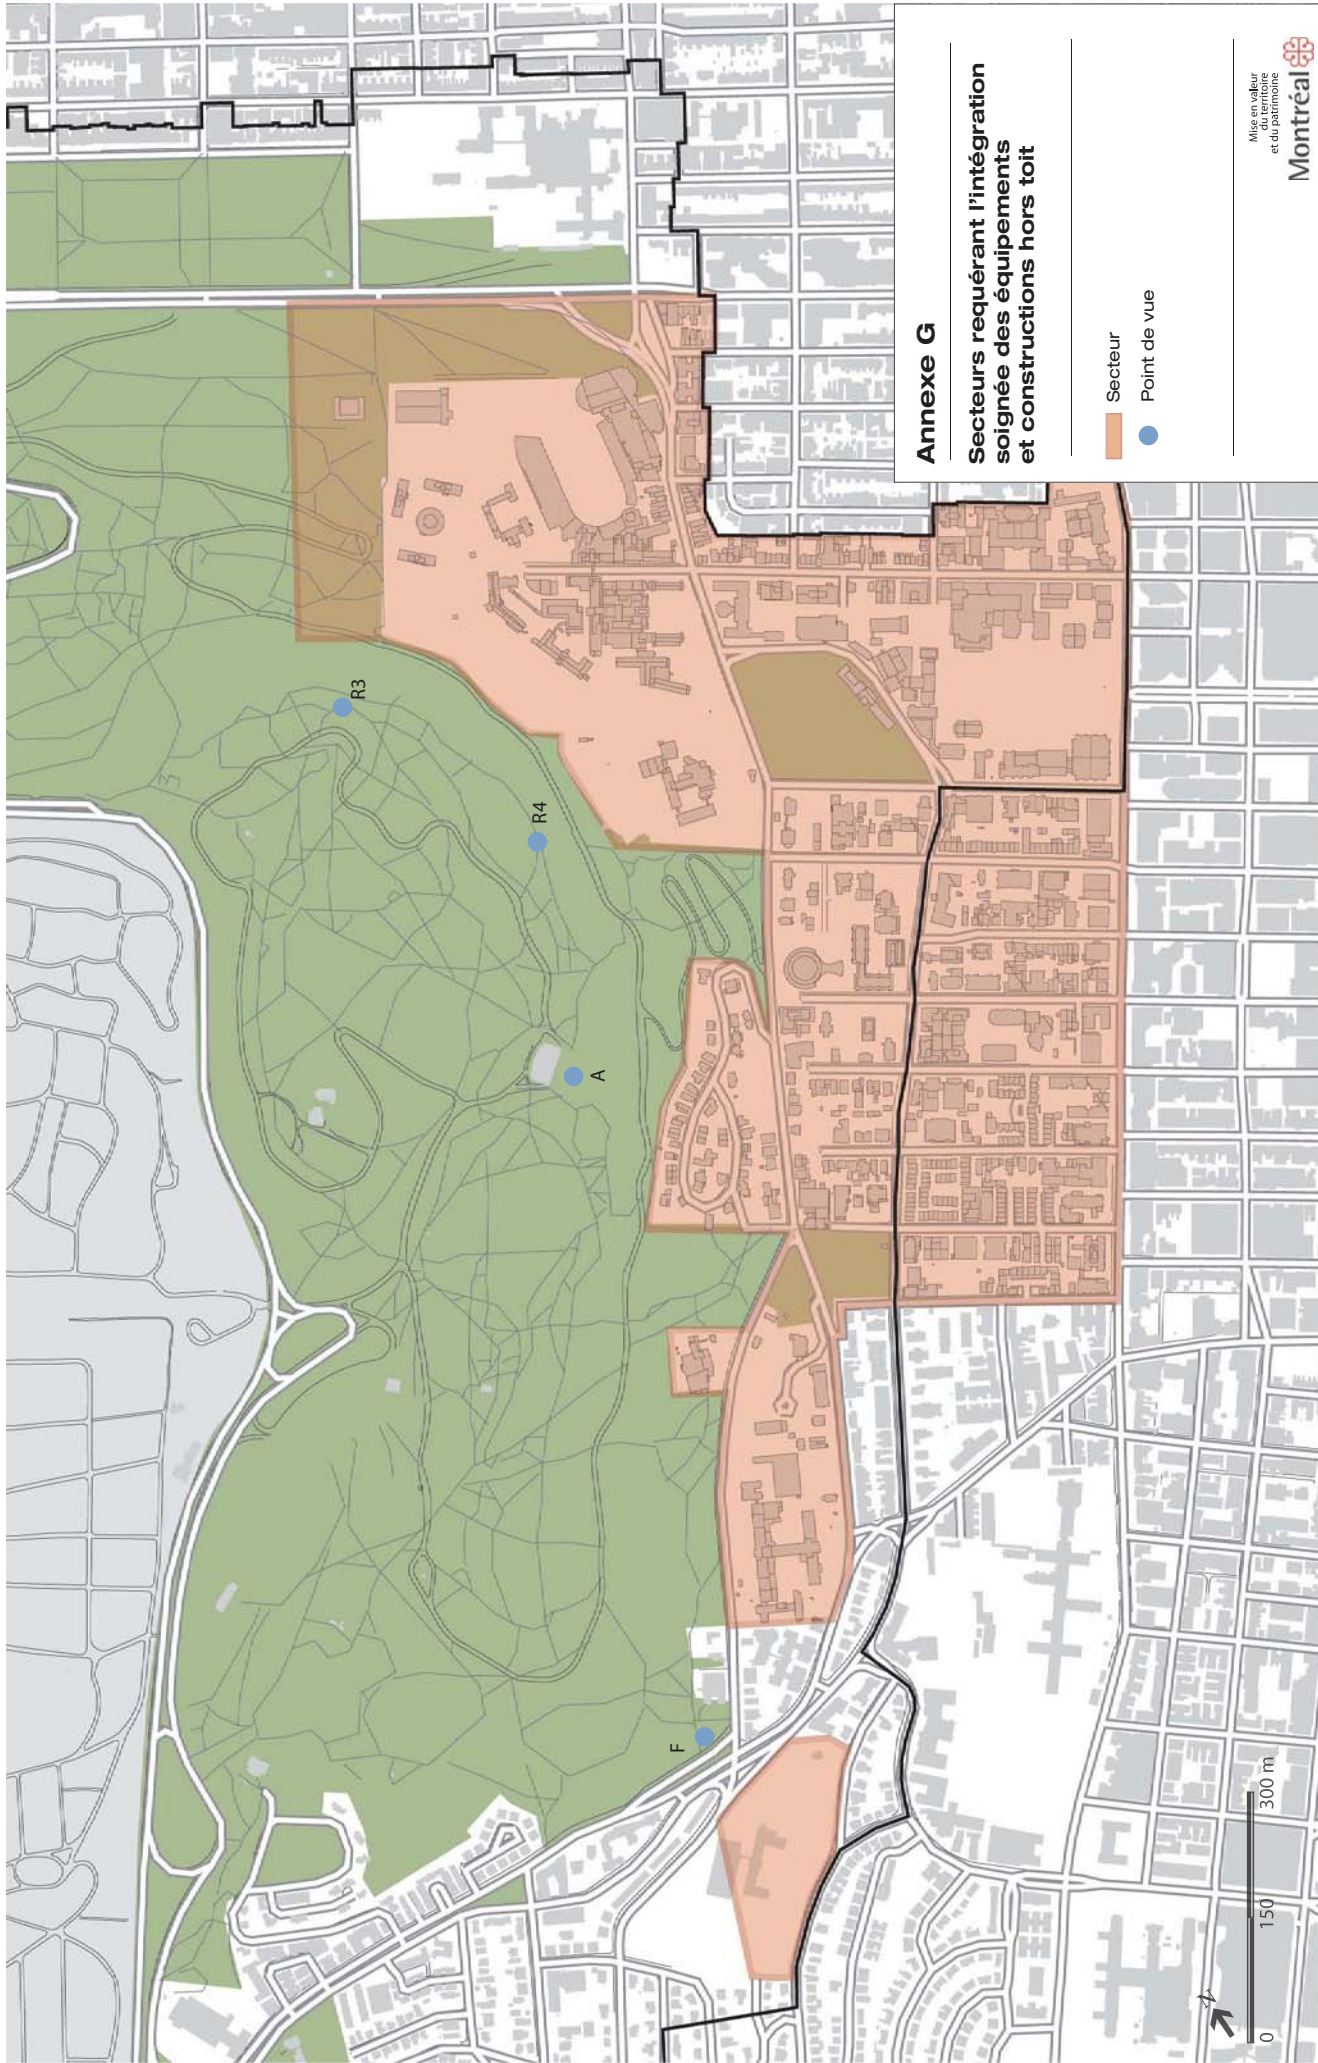 Annexe G
Secteurs requérant l'intégration
soignée des équipements
et constructions hors toit
Secteur
Point de vue
Mise en valeur
du territoire
et du patrimoine
Montréal
R3
R4
A
F
N
0 150 300 m